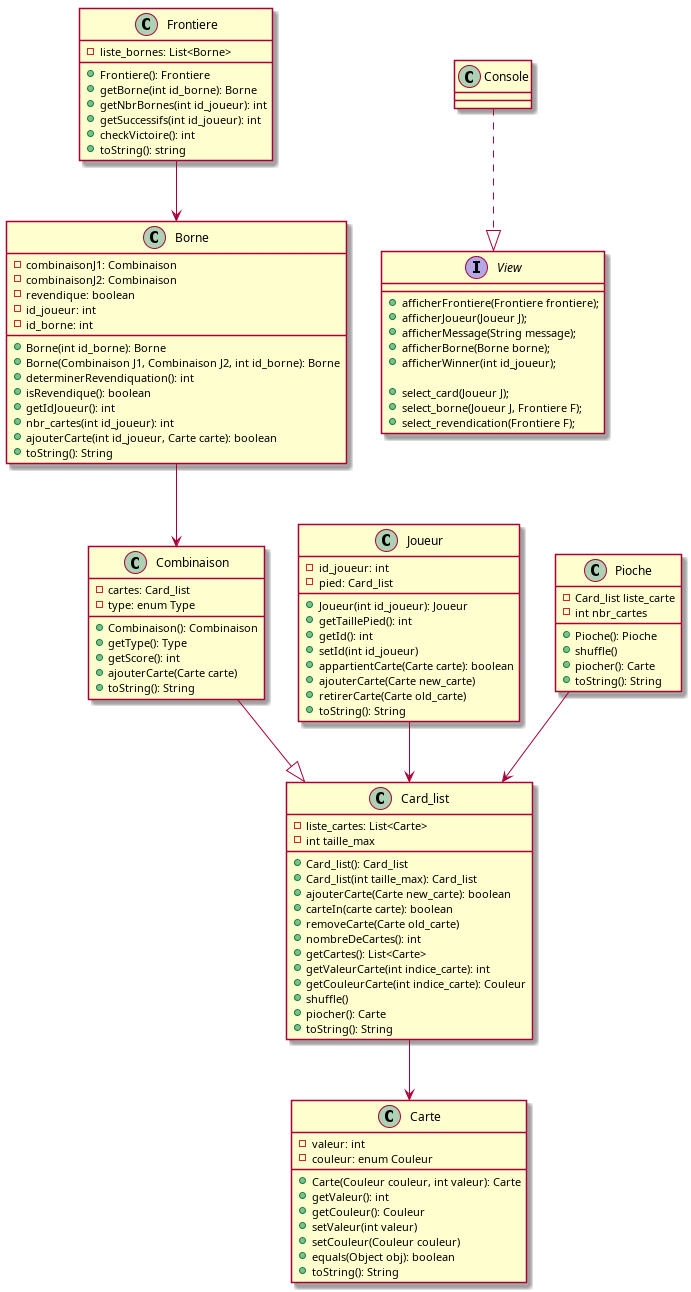 C Frontiere
liste_bornes: List<Borne>
Frontiere(): Frontiere
getBorne(int id_borne): Borne
getNbrBornes(int id_joueur): int
getSuccessifs(int id_joueur): int
checkVictoire(): int
toString(): string
C Console
C Borne
combinaisonJ1: Combinaison
combinaisonJ2: Combinaison
revendique: boolean
id_joueur: int
id_borne: int
Borne(int id_borne): Borne
Borne(Combinaison J1, Combinaison J2, int id_borne): Borne
determinerRevendiquation(): int
isRevendique(): boolean
getIdJoueur(): int
nbr_cartes(int id_joueur): int
ajouterCarte(int id_joueur, Carte carte): boolean
toString(): String
I View
afficherFrontiere(Frontiere frontiere);
afficherJoueur(Joueur J);
afficherMessage(String message);
afficherBorne(Borne borne);
afficherWinner(int id_joueur);
select_card(Joueur J);
select_borne(Joueur J, Frontiere F);
select_revendication(Frontiere F);
C Combinaison
cartes: Card_list
type: enum Type
Combinaison(): Combinaison
getType(): Type
getScore(): int
ajouterCarte(Carte carte)
toString(): String
C Joueur
id_joueur: int
pied: Card_list
Joueur(int id_joueur): Joueur
getTaillePied(): int
getId(): int
setId(int id_joueur)
appartientCarte(Carte carte): boolean
ajouterCarte(Carte new_carte)
retirerCarte(Carte old_carte)
toString(): String
C Pioche
Card_list liste_carte
int nbr_cartes
Pioche(): Pioche
shuffle()
piocher(): Carte
toString(): String
C Card_list
liste_cartes: List<Carte>
int taille_max
Card_list(): Card_list
Card_list(int taille_max): Card_list
ajouterCarte(Carte new_carte): boolean
carteIn(carte carte): boolean
removeCarte(Carte old_carte)
nombreDeCartes(): int
getCartes(): List<Carte>
getValeurCarte(int indice_carte): int
getCouleurCarte(int indice_carte): Couleur
shuffle()
piocher(): Carte
toString(): String
C Carte
valeur: int
couleur: enum Couleur
Carte(Couleur couleur, int valeur): Carte
getValeur(): int
getCouleur(): Couleur
setValeur(int valeur)
setCouleur(Couleur couleur)
equals(Object obj): boolean
toString(): String